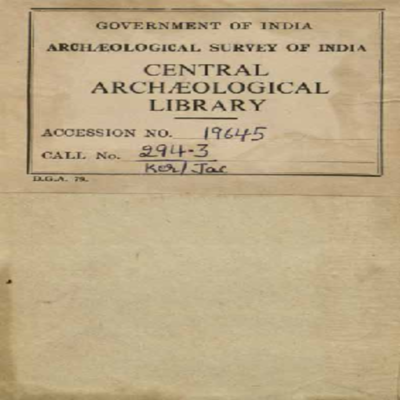 GOVERNMENT OF INDIA
ARCHÆOLOGICAL SURVEY OF INDIA
CENTRAL
ARCHÆOLOGICAL
LIBRARY
ACCESSION NO. 19645
CALL No. 294-3
Ker/Jac
D.G.A. 79.